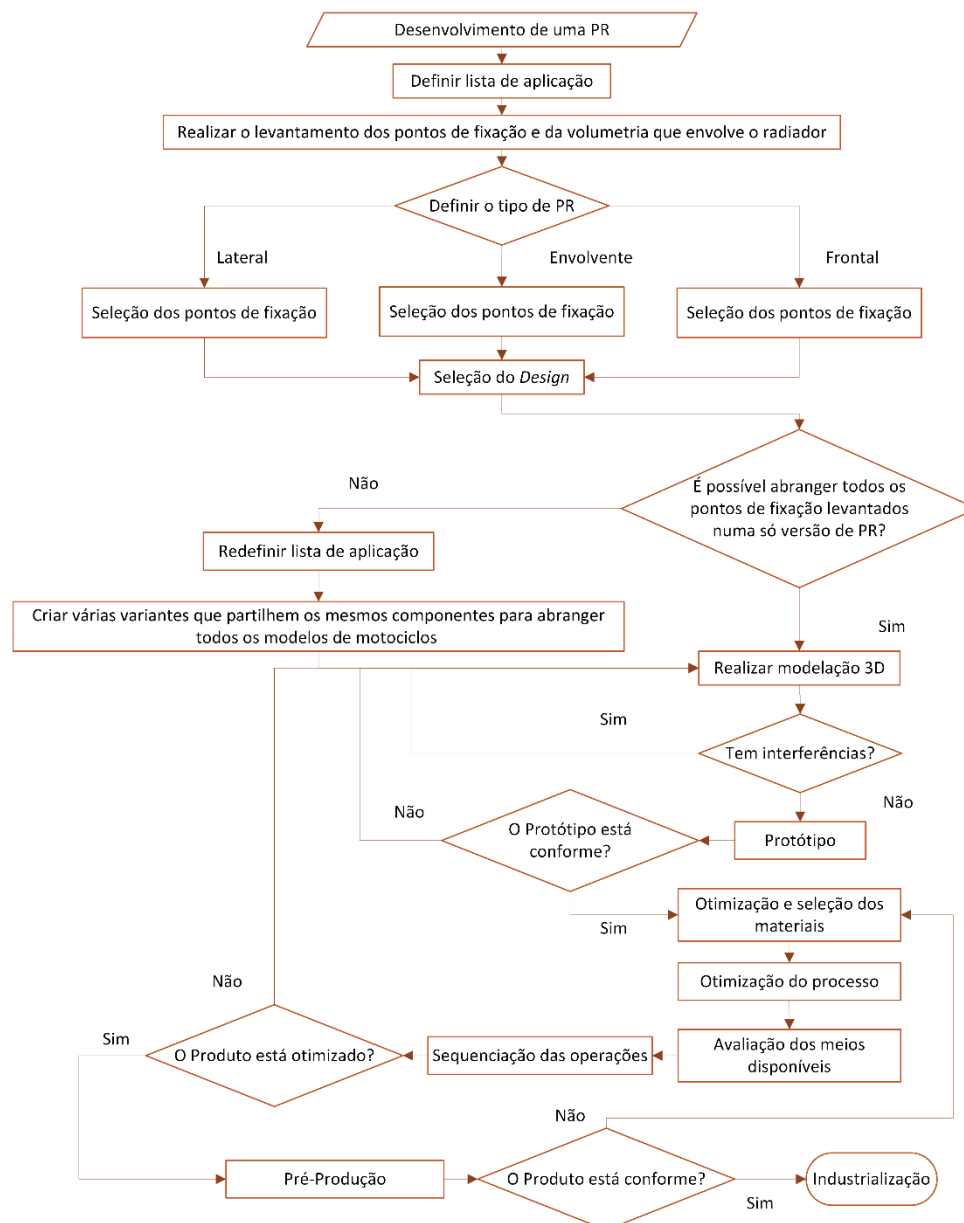 Desenvolvimento de uma PR
Definir lista de aplicação
Realizar o levantamento dos pontos de fixação e da volumetria que envolve o radiador
Definir o tipo de PR
Lateral
Envolvente
Frontal
Seleção dos pontos de fixação
Seleção dos pontos de fixação
Seleção dos pontos de fixação
Seleção do Design
Não
É possível abranger todos os
pontos de fixação levantados
numa só versão de PR?
Redefinir lista de aplicação
Criar várias variantes que partilhem os mesmos componentes para abranger
todos os modelos de motociclos
Sim
Realizar modelação 3D
Sim
Tem interferências?
Não
Não
O Protótipo está
conforme?
Protótipo
Sim
Otimização e seleção dos
materiais
Otimização do processo
Não
Sim
O Produto está otimizado?
Sequenciação das operações
Avaliação dos meios
disponíveis
Não
Pré-Produção
O Produto está conforme?
Sim
Industrialização